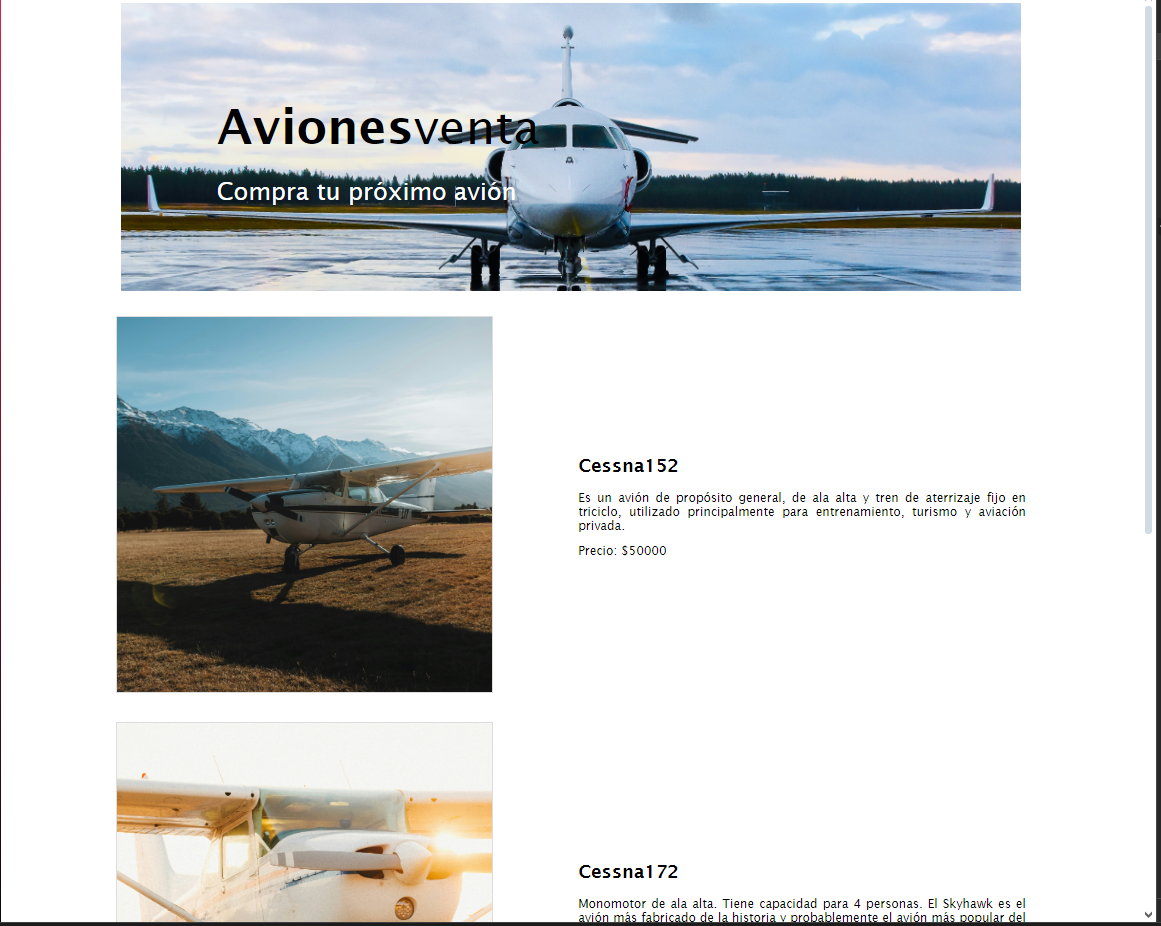 Avionesventa
Compra tu próximo avión
Cessna152
Es un avión de propósito general, de ala alta y tren de aterrizaje fijo en
triciclo, utilizado principalmente para entrenamiento, turismo y aviación
privada.
Precio: $50000
Cessna172
Monomotor de ala alta. Tiene capacidad para 4 personas. El Skyhawk es el
avión más fabricado de la historia y probablemente el avión más popular del